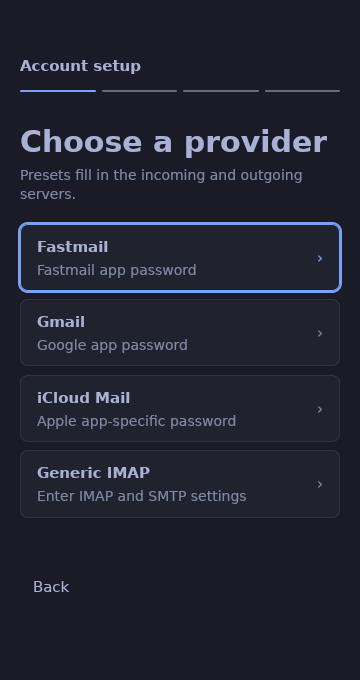 Account setup
Choose a provider
Presets fill in the incoming and outgoing
servers.
Fastmail
Fastmail app password
›
Gmail
Google app password
›
iCloud Mail
Apple app-specific password
›
Generic IMAP
Enter IMAP and SMTP settings
›
Back